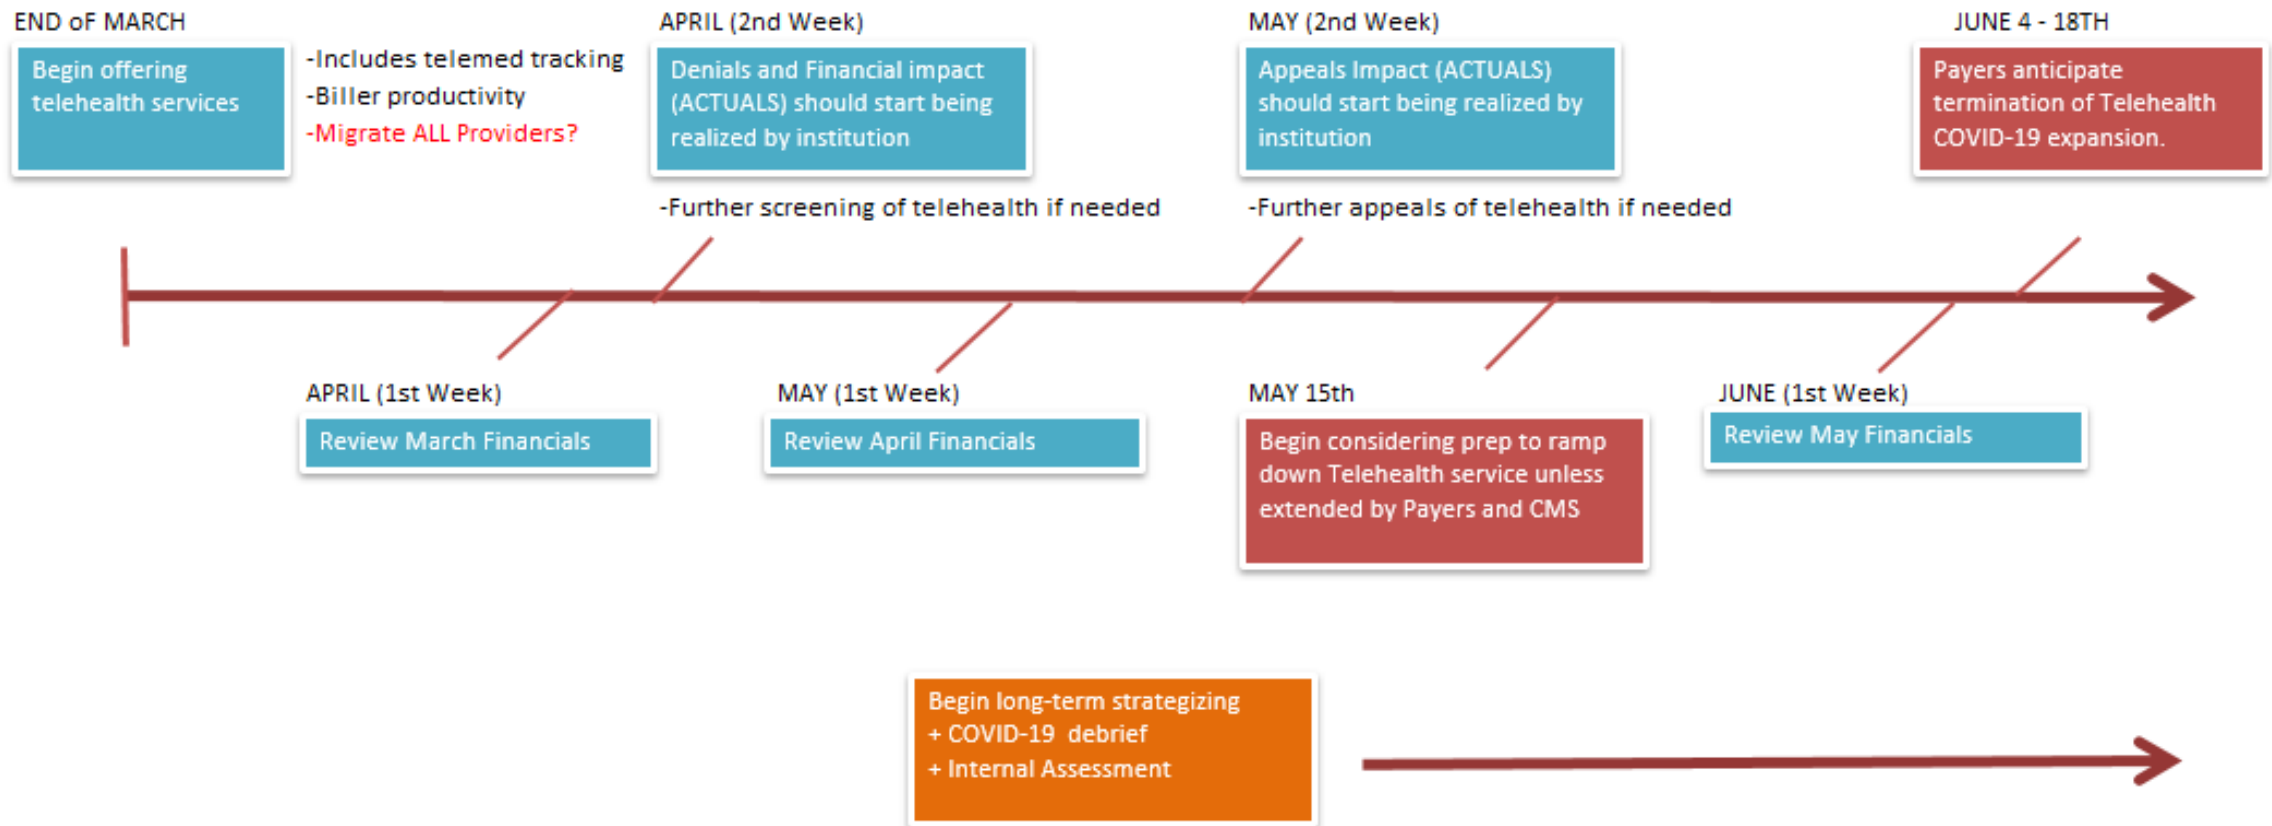 END oF MARCH
Begin offering
telehealth services
-Includes telemed tracking
-Biller productivity
-Migrate ALL Providers?
APRIL (2nd Week)
Denials and Financial impact
(ACTUALS) should start being
realized by institution
-Further screening of telehealth if needed
MAY (2nd Week)
Appeals Impact (ACTUALS)
should start being realized by
institution
-Further appeals of telehealth if needed
JUNE 4 - 18TH
Payers anticipate
termination of Telehealth
COVID-19 expansion.
APRIL (1st Week)
Review March Financials
MAY (1st Week)
Review April Financials
MAY 15th
Begin considering prep to ramp
down Telehealth service unless
extended by Payers and CMS
JUNE (1st Week)
Review May Financials
Begin long-term strategizing
+ COVID-19 debrief
+ Internal Assessment